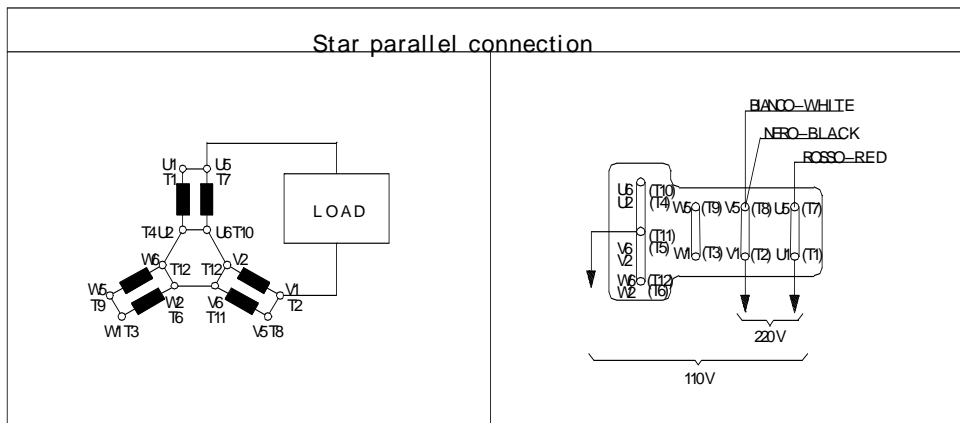 Star parallel connection
U1 U5
T1 T7
LOAD
T4 U2 U6 T10
W6 T12 T12 V2
W5 V1
T9 W2 V6 T2
W1 T3 T6 T11 V5 T8
BIANCO-WHITE
NERO-BLACK
ROSSO-RED
U6 (T10)
U2 (T4)
W5 (T9) V5 (T8) U5 (T7)
(T11)
V6 (T5)
V2
W1 (T3) V1 (T2) U1 (T1)
W6 (T12)
W2 (T6)
220V
110V